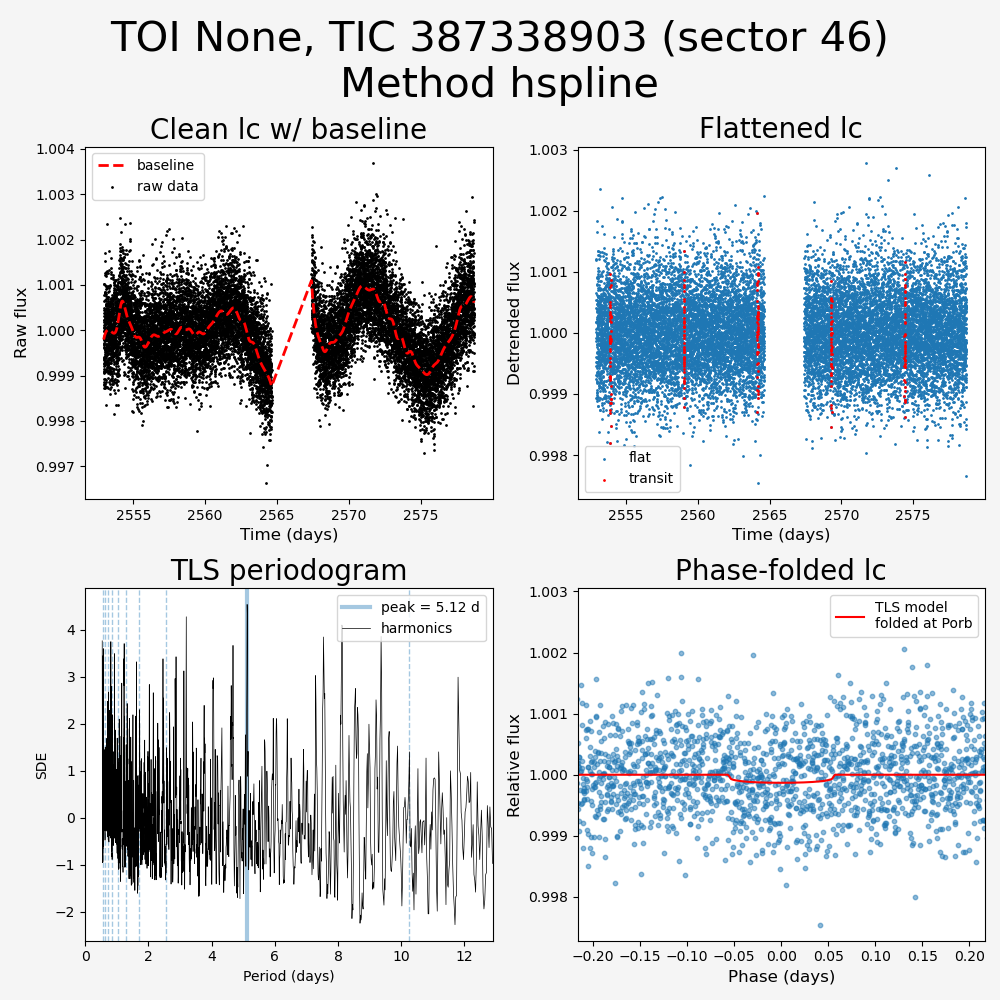 TOI None, TIC 387338903 (sector 46)
Method hspline
Clean lc w/ baseline
Flattened lc
1.004
1.003
1.002
1.001
1.000
0.999
0.998
0.997
Raw flux
baseline
raw data
2555
2560
2565
2570
2575
Time (days)
1.003
1.002
1.001
1.000
0.999
0.998
Detrended flux
flat
transit
2555
2560
2565
2570
2575
Time (days)
TLS periodogram
Phase-folded lc
4
3
2
1
0
−1
−2
SDE
peak = 5.12 d
harmonics
0
2
4
6
8
10
12
Period (days)
1.003
1.002
1.001
1.000
0.999
0.998
Relative flux
TLS model
folded at Porb
−0.20
−0.15
−0.10
−0.05
0.00
0.05
0.10
0.15
0.20
Phase (days)